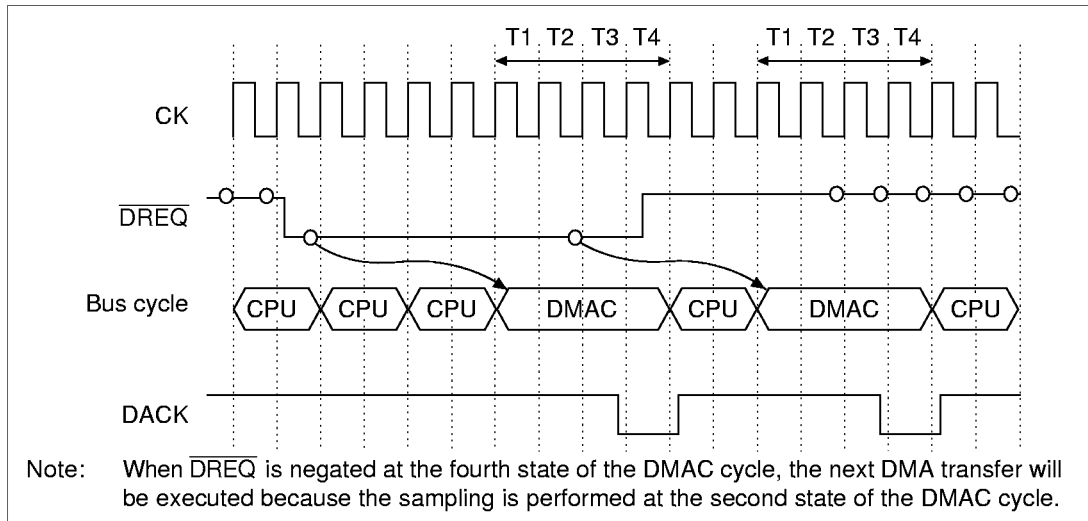 T1 T2 T3 T4 T1 T2 T3 T4
CK
DREQ
Bus cycle CPU CPU CPU DMAC CPU DMAC CPU
DACK
Note: When DREQ is negated at the fourth state of the DMAC cycle, the next DMA transfer will
be executed because the sampling is performed at the second state of the DMAC cycle.